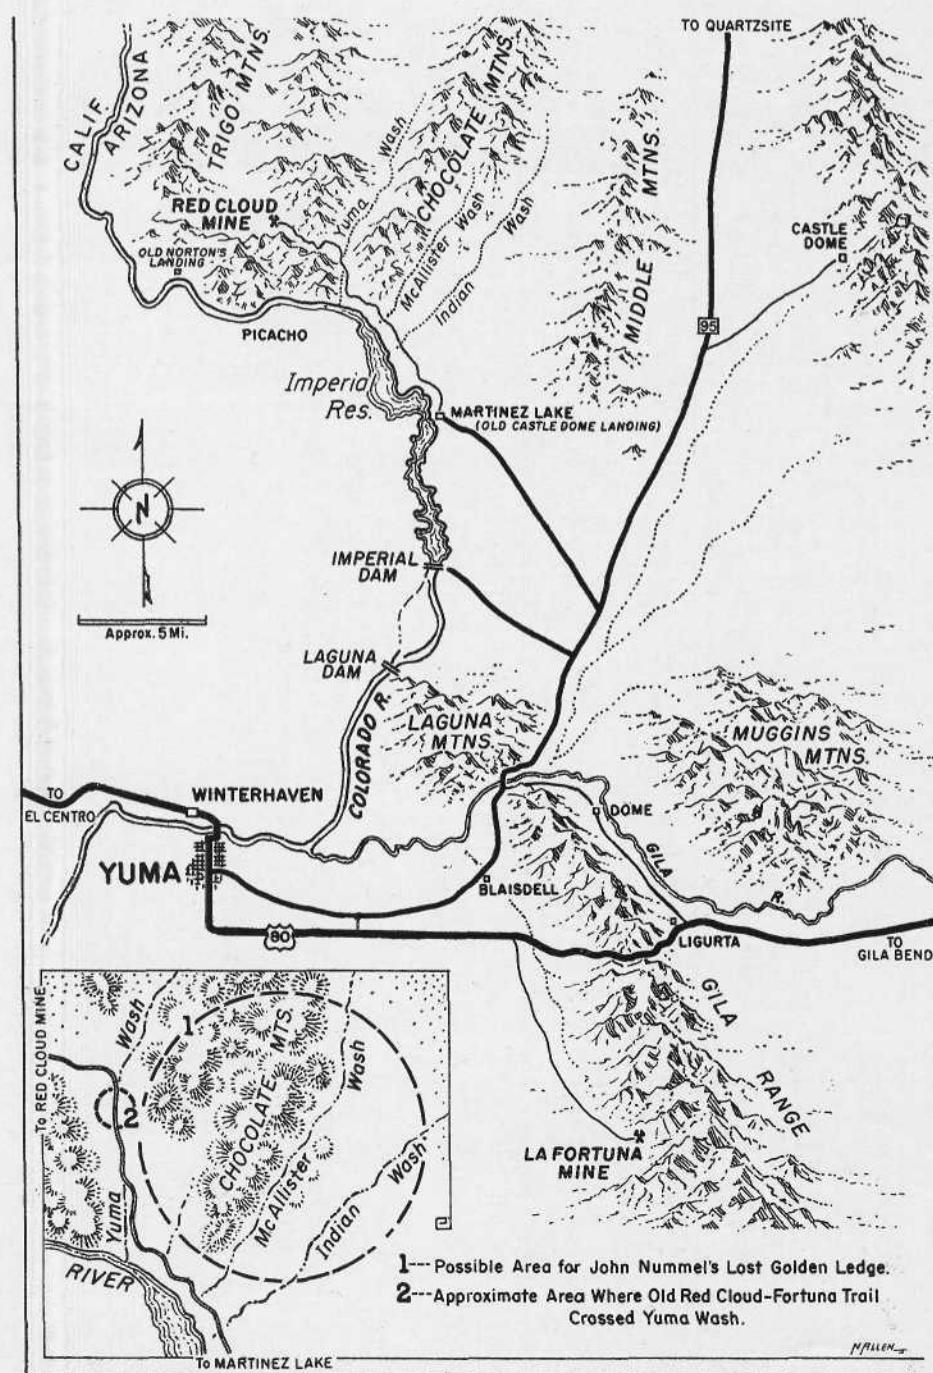 TO QUARTZSITE
CALIF.
ARIZONA
TRIGO MTNS.
Yuma Wash
CHOCOLATE MTNS.
McAllister Wash
Indian Wash
MIDDLE MTNS.
RED CLOUD
MINE
OLD NORTON'S
LANDING
CASTLE
DOME
PICACHO
95
Imperial
Res.
MARTINEZ LAKE
(OLD CASTLE DOME LANDING)
N
IMPERIAL
DAM
Approx. 5 Mi.
LAGUNA
DAM
COLORADO R.
LAGUNA
MTNS.
MUGGINS
MTNS.
TO
EL CENTRO
WINTERHAVEN
DOME
GILA R.
YUMA
BLAISDELL
80
LIGURTA
TO
GILA BEND
GILA RANGE
LA FORTUNA
MINE
To RED CLOUD MINE
Wash
1
CHOCOLATE MTS.
Wash
2
Yuma
McAllister
Indian Wash
RIVER
1---Possible Area for John Nummel's Lost Golden Ledge.
2---Approximate Area Where Old Red Cloud-Fortuna Trail
Crossed Yuma Wash.
To MARTINEZ LAKE
N.ALLEN